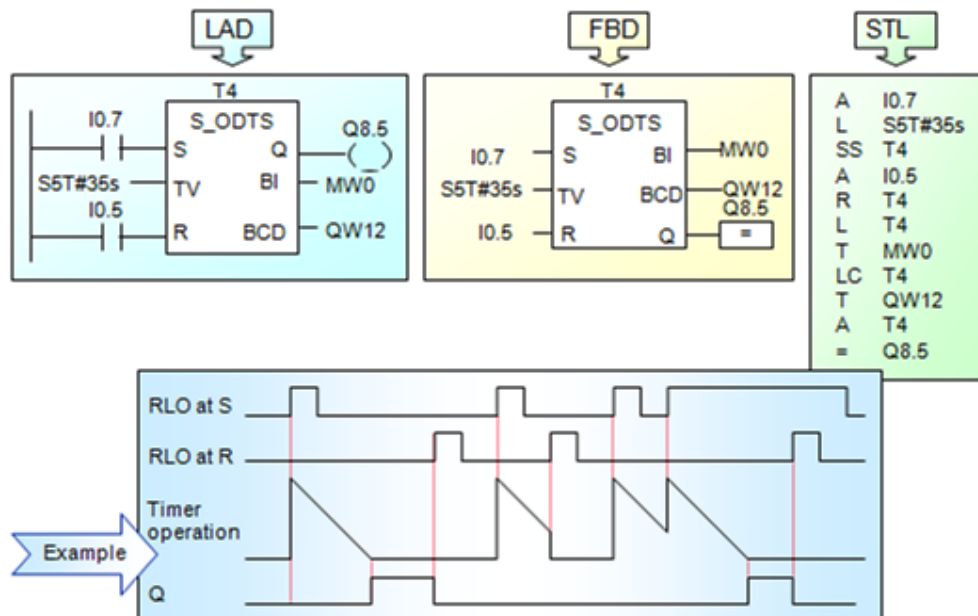 LAD
FBD
STL
T4
S_ODTS
I0.7
S
Q
Q8.5
S5T#35s
TV
BI
MW0
I0.5
R
BCD
QW12
T4
S_ODTS
I0.7
S
BI
MW0
S5T#35s
TV
BCD
QW12
Q8.5
I0.5
R
Q
=
A I0.7
L S5T#35s
SS T4
A I0.5
R T4
L T4
T MW0
LC T4
T QW12
A T4
= Q8.5
RLO at S
RLO at R
Timer
operation
Example
Q